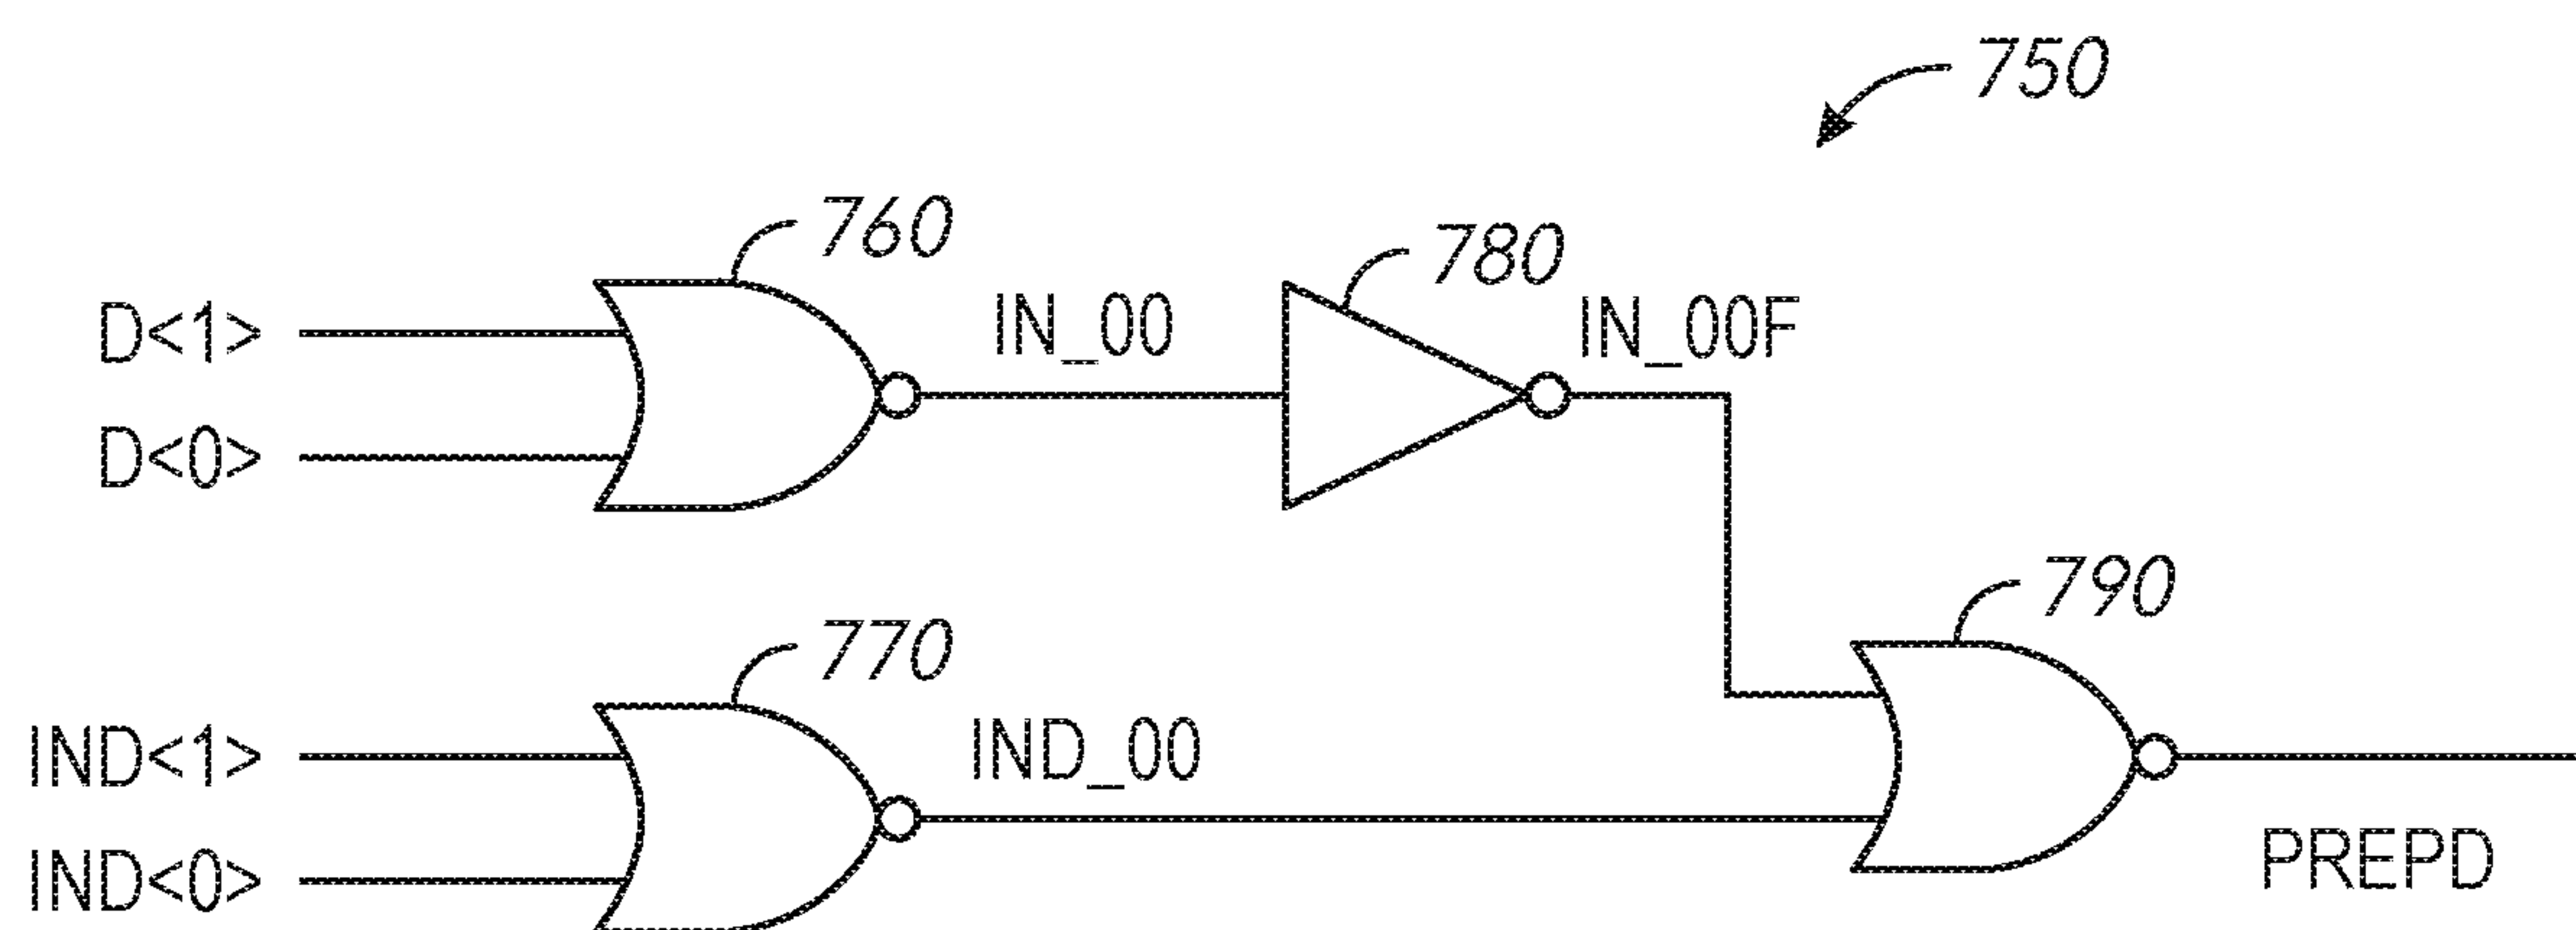 750
760
780
D<1>
IN_00
IN_00F
D<0>
790
770
IND<1>
IND_00
IND<0>
PREPD